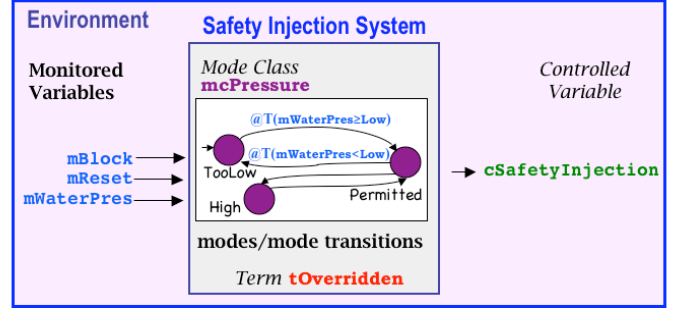 Environment
Safety Injection System
Monitored
Variables
Mode Class
mcPressure
Controlled
Variable
@T(mWaterPres≥Low)
@T(mWaterPres<Low)
TooLow
High
Permitted
mBlock
mReset
mWaterPres
cSafetyInjection
modes/mode transitions
Term tOverridden